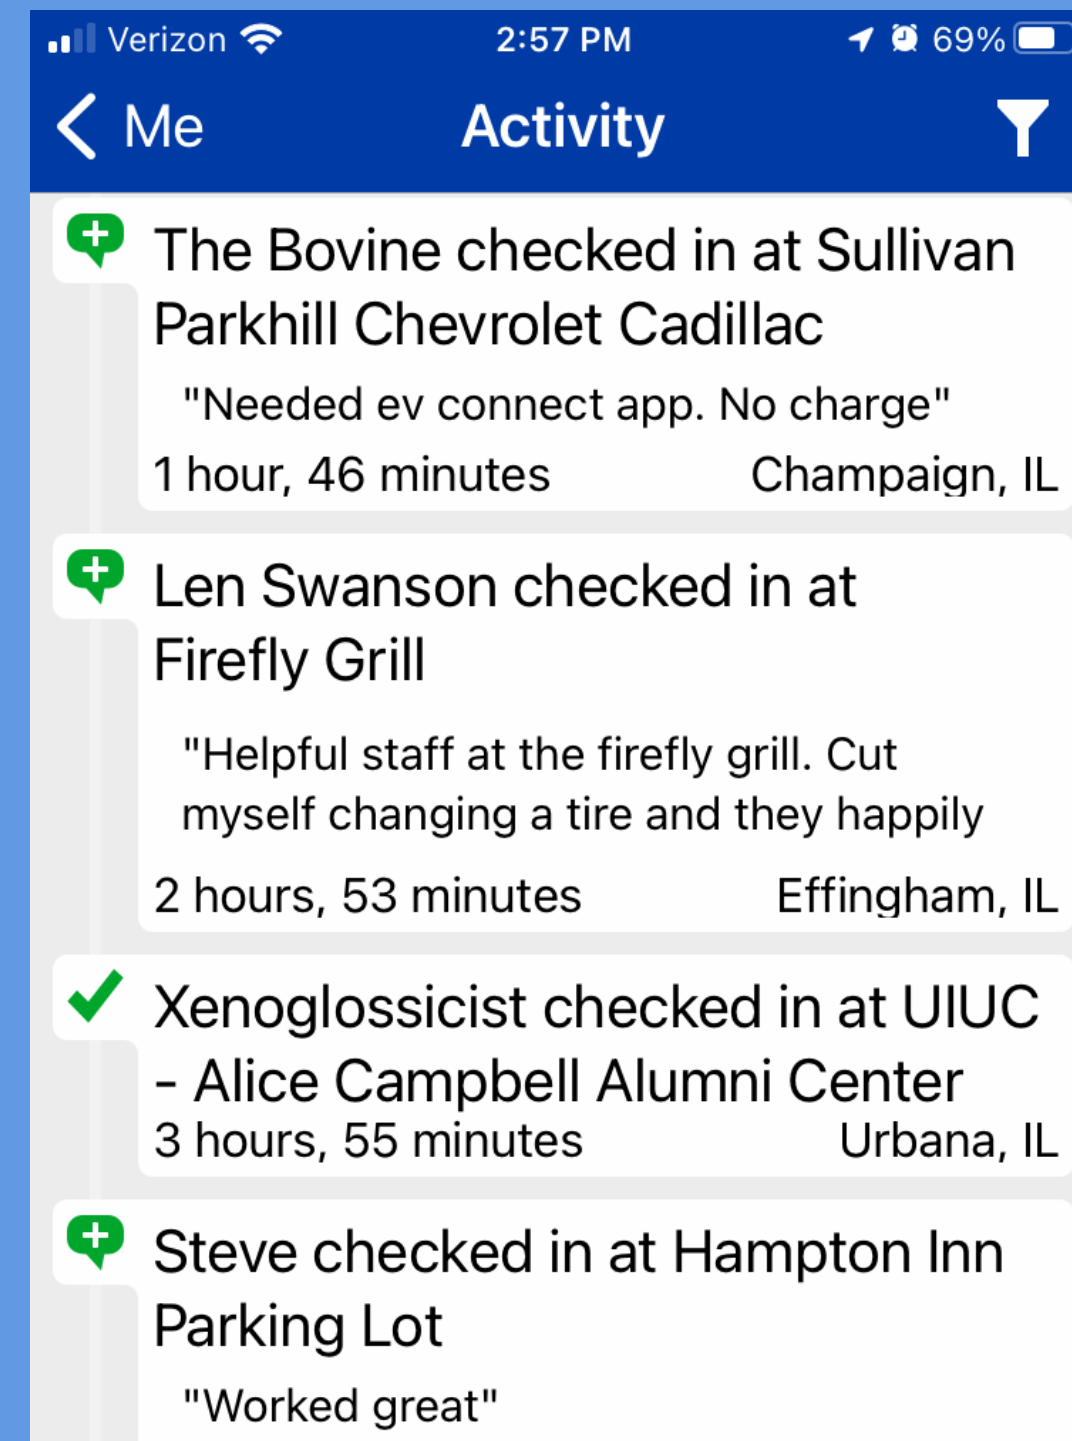 Verizon 2:57 PM 69%
Me Activity
The Bovine checked in at Sullivan
Parkhill Chevrolet Cadillac
"Needed ev connect app. No charge"
1 hour, 46 minutes Champaign, IL
Len Swanson checked in at
Firefly Grill
"Helpful staff at the firefly grill. Cut
myself changing a tire and they happily
2 hours, 53 minutes Effingham, IL
Xenoglossicist checked in at UIUC
- Alice Campbell Alumni Center
3 hours, 55 minutes Urbana, IL
Steve checked in at Hampton Inn
Parking Lot
"Worked great"